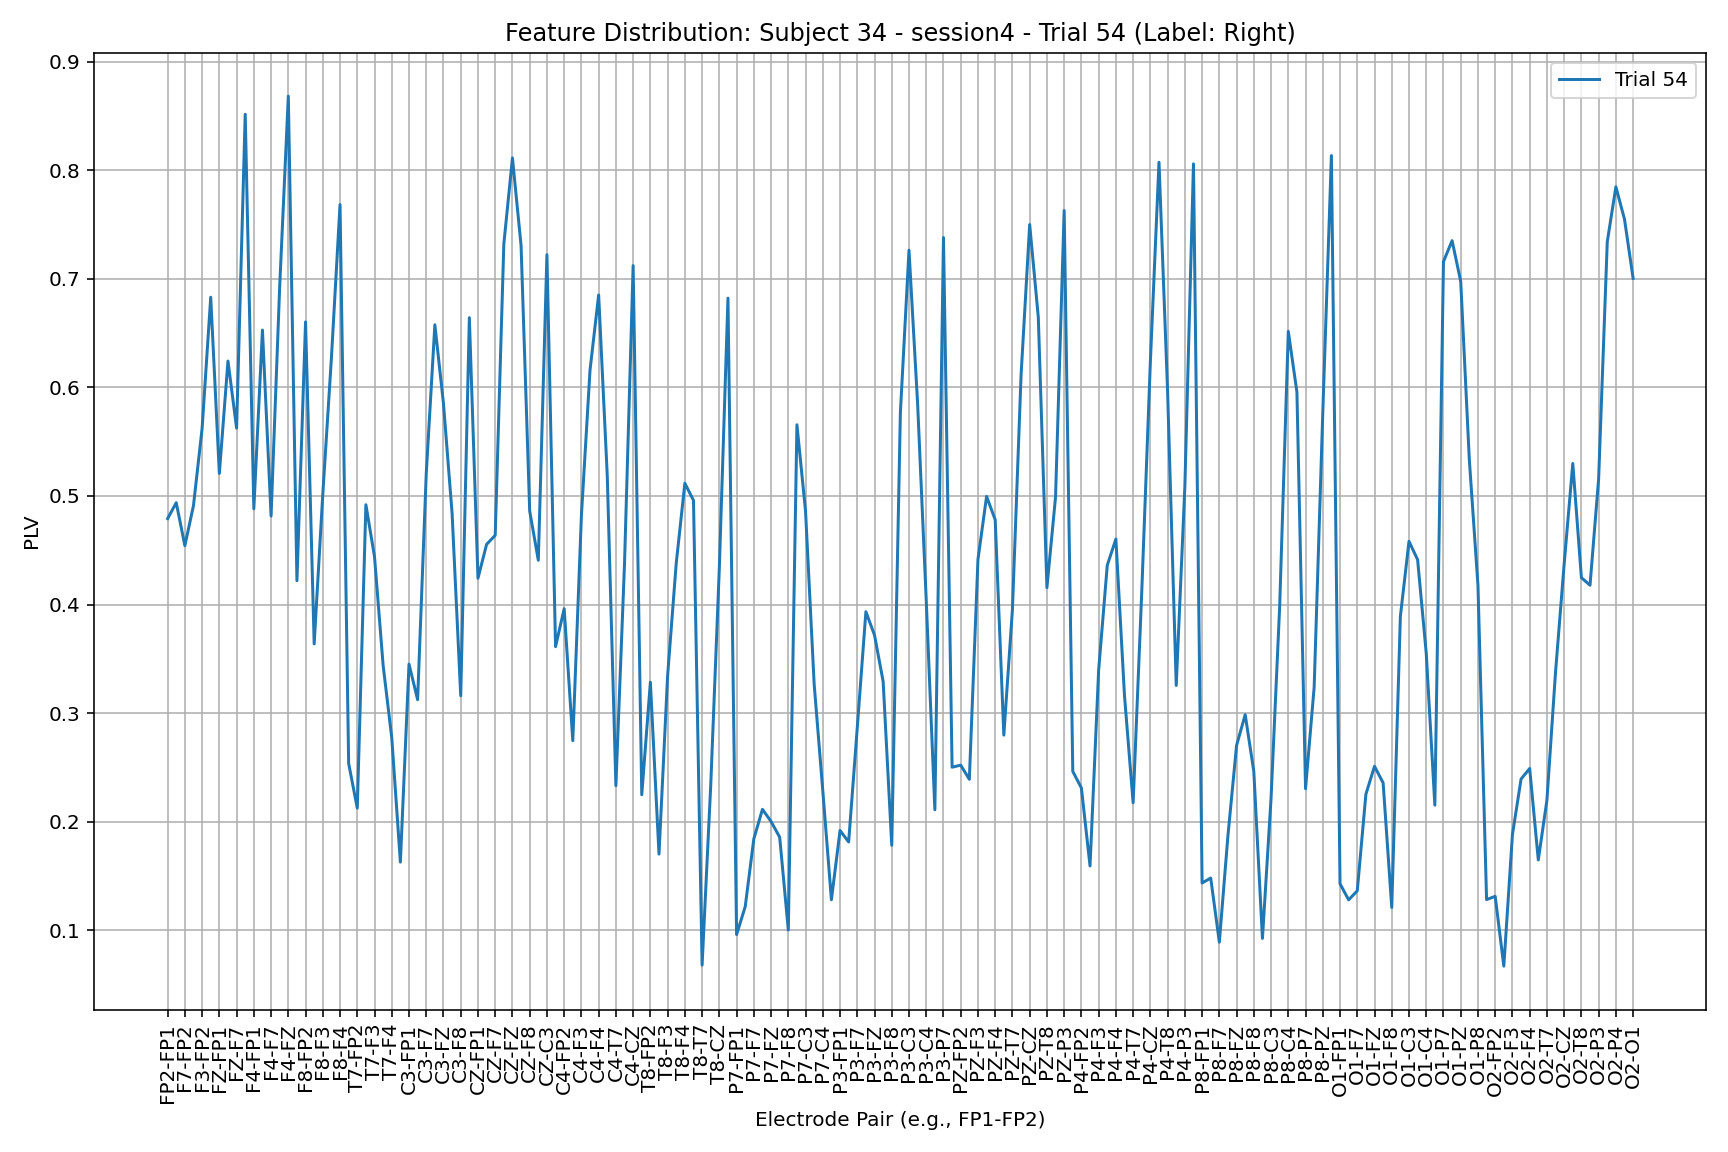 Feature Distribution: Subject 34 - session4 - Trial 54 (Label: Right)
Trial 54
PLV
0.9
0.8
0.7
0.6
0.5
0.4
0.3
0.2
0.1
FP2-FP1
F7-FP2
F3-FP2
FZ-FP1
FZ-F7
F4-FP1
F4-F7
F4-FZ
F8-FP2
F8-F3
F8-F4
T7-FP2
T7-F3
T7-F4
C3-FP1
C3-F7
C3-FZ
C3-F8
CZ-FP1
CZ-F7
CZ-FZ
CZ-F8
CZ-C3
C4-FP2
C4-F3
C4-F4
C4-T7
C4-CZ
T8-FP2
T8-F3
T8-F4
T8-T7
T8-CZ
P7-FP1
P7-F7
P7-FZ
P7-F8
P7-C3
P7-C4
P3-FP1
P3-F7
P3-FZ
P3-F8
P3-C3
P3-C4
P3-P7
PZ-FP2
PZ-F3
PZ-F4
PZ-T7
PZ-CZ
PZ-T8
PZ-P3
P4-FP2
P4-F3
P4-F4
P4-T7
P4-CZ
P4-T8
P4-P3
P8-FP1
P8-F7
P8-FZ
P8-F8
P8-C3
P8-C4
P8-P7
P8-PZ
O1-FP1
O1-F7
O1-FZ
O1-F8
O1-C3
O1-C4
O1-P7
O1-PZ
O1-P8
O2-FP2
O2-F3
O2-F4
O2-T7
O2-CZ
O2-T8
O2-P3
O2-P4
O2-O1
Electrode Pair (e.g., FP1-FP2)